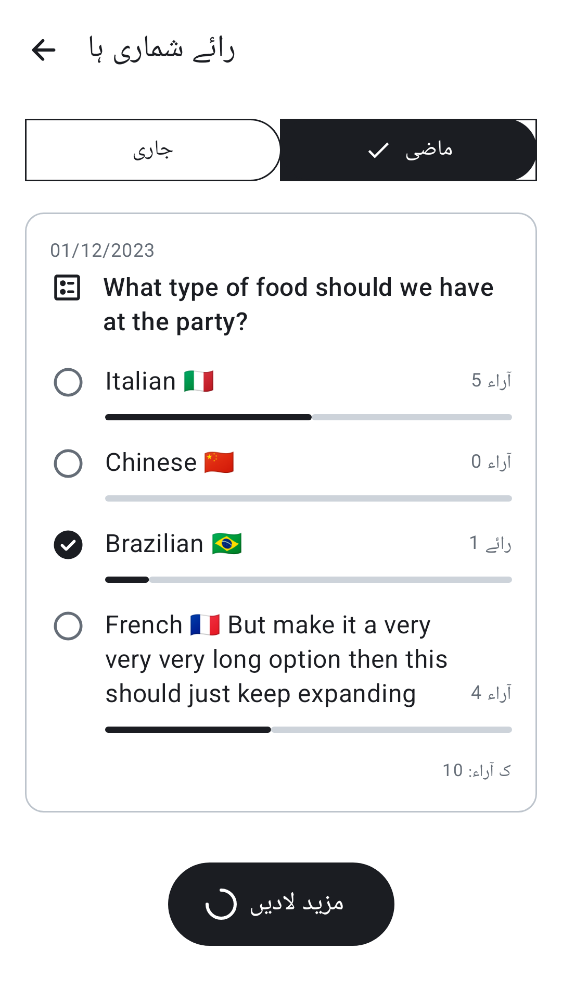 رائے شماری ہا
جاری
ماضی
01/12/2023
What type of food should we have
at the party?
Italian 🇮🇹
5 آراء
Chinese 🇨🇳
0 آراء
Brazilian 🇧🇷
1 رائے
French 🇫🇷 But make it a very
very very long option then this
should just keep expanding
4 آراء
ک آراء: 10
مزید لادیں